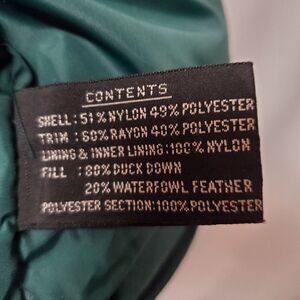 CONTENTS
SHELL: 51% NYLON 49% POLYESTER
TRIM : 60% RAYON 40% POLYESTER
LINING & INNER LINING: 100% NYLON
FILL : 80% DUCK DOWN
20% WATERFOWL FEATHER
POLYESTER SECTION: 100% POLYESTER